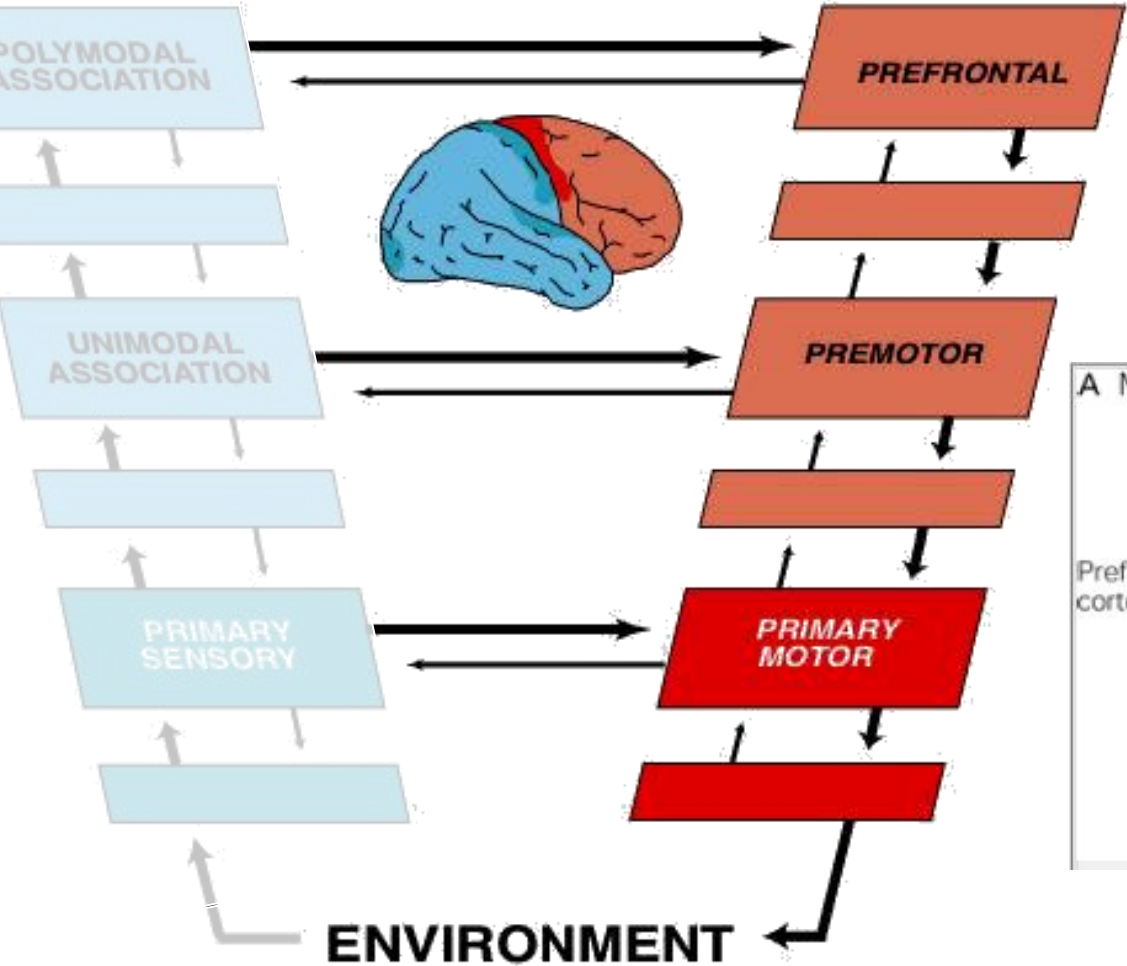 POLYMODAL
ASSOCIATION
PREFRONTAL
UNIMODAL
ASSOCIATION
PREMOTOR
A
PRIMARY
SENSORY
PRIMARY
MOTOR
ENVIRONMENT